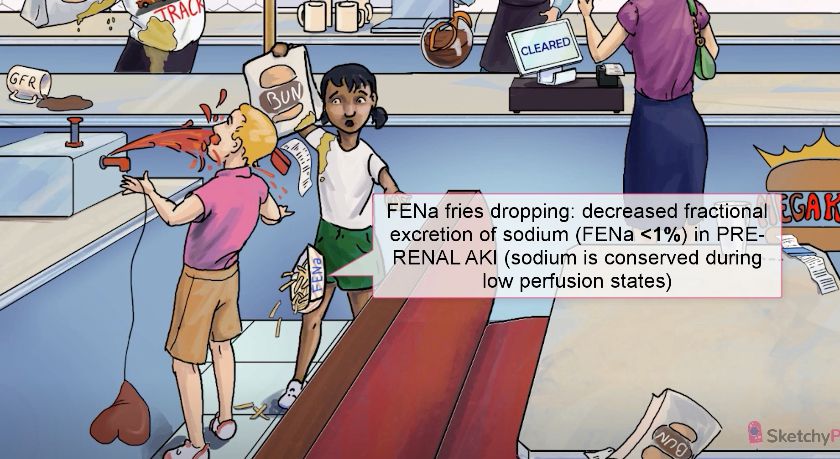 TRACK
CLEARED
GFR
BUN
FENa fries dropping: decreased fractional
excretion of sodium (FENa <1%) in PRE-
RENAL AKI (sodium is conserved during
low perfusion states)
FENa
BUN
SketchyP